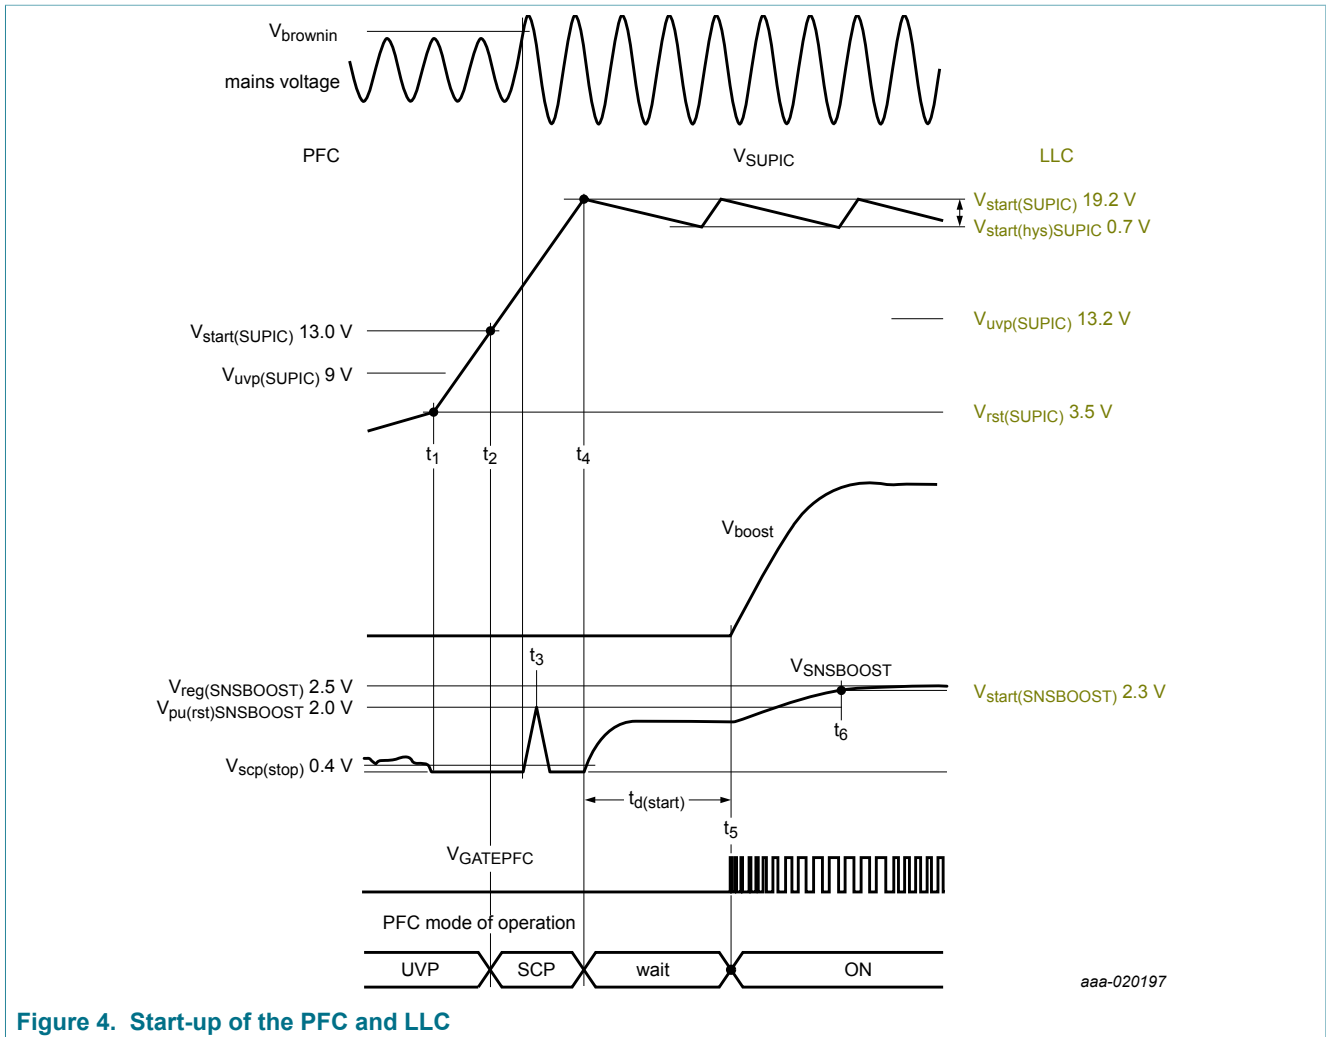 Vbrownin
mains voltage
PFC
VSUPIC
LLC
Vstart(SUPIC) 19.2 V
Vstart(hys)SUPIC 0.7 V
Vstart(SUPIC) 13.0 V
Vuvp(SUPIC) 13.2 V
Vuvp(SUPIC) 9 V
Vrst(SUPIC) 3.5 V
t1
t2
t4
Vboost
t3
VSNSBOOST
Vreg(SNSBOOST) 2.5 V
Vstart(SNSBOOST) 2.3 V
Vpu(rst)SNSBOOST 2.0 V
t6
Vscp(stop) 0.4 V
td(start)
t5
VGATEPFC
PFC mode of operation
UVP
SCP
wait
ON
aaa-020197
Figure 4. Start-up of the PFC and LLC